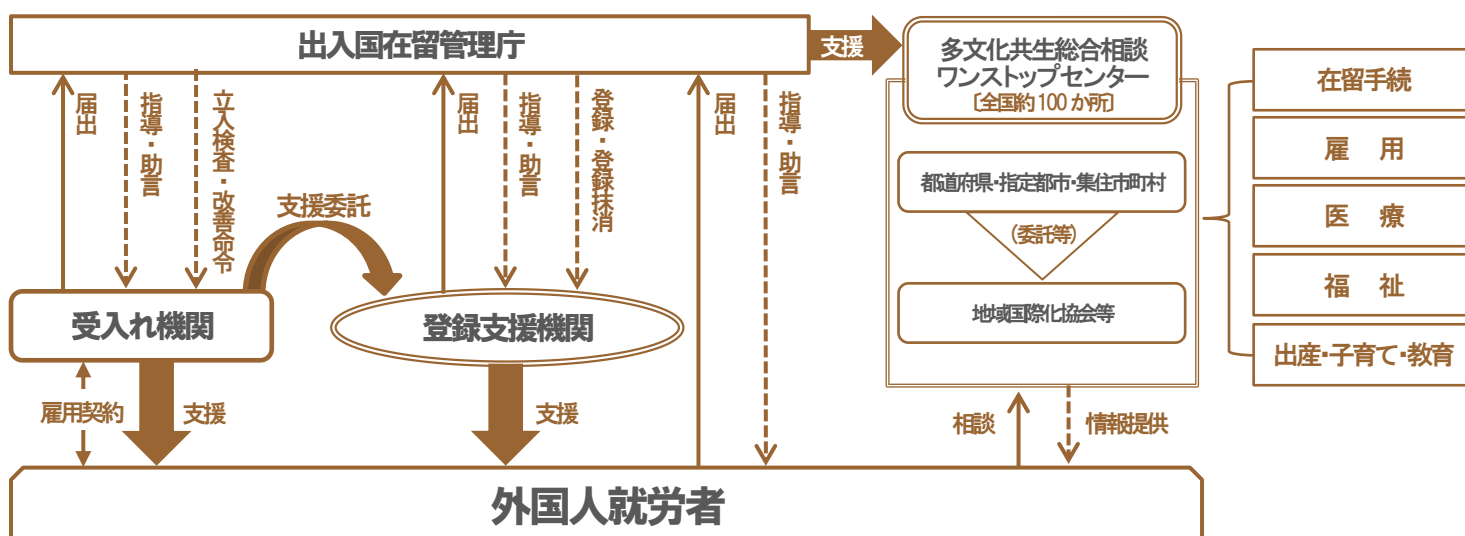 出入国在留管理庁
支援
多文化共生総合相談
ワンストップセンター
〔全国約100か所〕
届出
指導・助言
立入検査・改善命令
支援委託
届出
指導・助言
登録・登録抹消
届出
指導・助言
都道府県・指定都市・集住市町村
(委託等)
地域国際化協会等
在留手続
雇 用
医 療
福 祉
出産・子育て・教育
受入れ機関
登録支援機関
雇用契約
支援
支援
相談
情報提供
外国人就労者